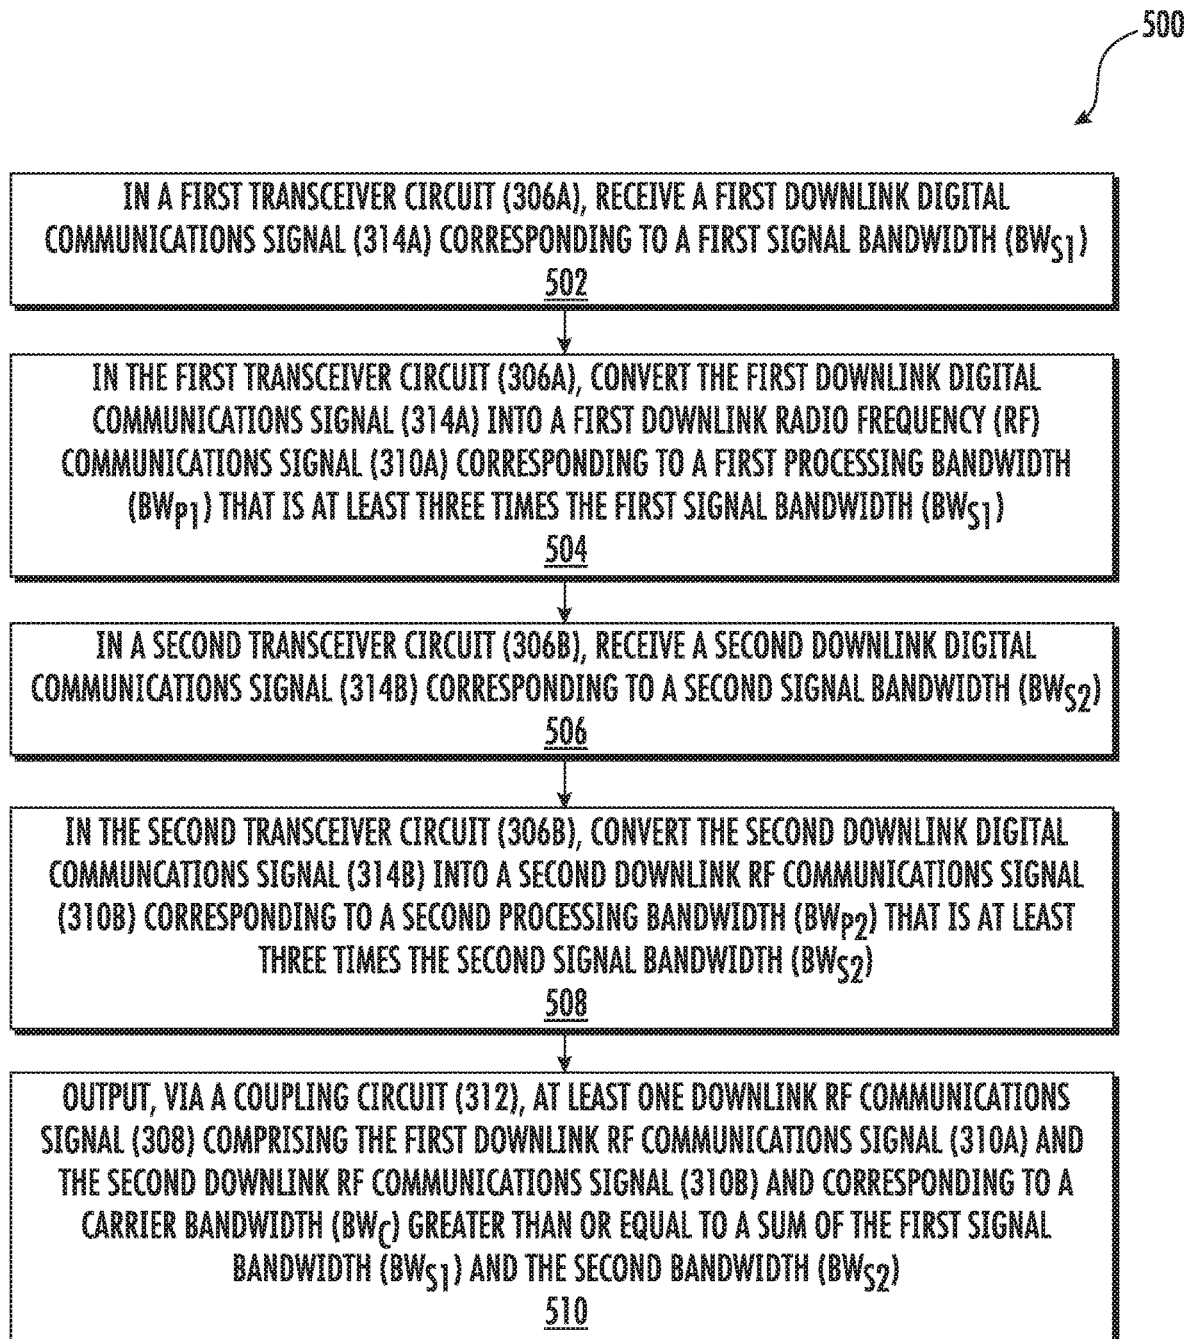 500
IN A FIRST TRANSCEIVER CIRCUIT (306A), RECEIVE A FIRST DOWNLINK DIGITAL
COMMUNICATIONS SIGNAL (314A) CORRESPONDING TO A FIRST SIGNAL BANDWIDTH (BWS1)
502
IN THE FIRST TRANSCEIVER CIRCUIT (306A), CONVERT THE FIRST DOWNLINK DIGITAL
COMMUNICATIONS SIGNAL (314A) INTO A FIRST DOWNLINK RADIO FREQUENCY (RF)
COMMUNICATIONS SIGNAL (310A) CORRESPONDING TO A FIRST PROCESSING BANDWIDTH
(BWP1) THAT IS AT LEAST THREE TIMES THE FIRST SIGNAL BANDWIDTH (BWS1)
504
IN A SECOND TRANSCEIVER CIRCUIT (306B), RECEIVE A SECOND DOWNLINK DIGITAL
COMMUNICATIONS SIGNAL (314B) CORRESPONDING TO A SECOND SIGNAL BANDWIDTH (BWS2)
506
IN THE SECOND TRANSCEIVER CIRCUIT (306B), CONVERT THE SECOND DOWNLINK DIGITAL
COMMUNCATIONS SIGNAL (314B) INTO A SECOND DOWNLINK RF COMMUNICATIONS SIGNAL
(310B) CORRESPONDING TO A SECOND PROCESSING BANDWIDTH (BWP2) THAT IS AT LEAST
THREE TIMES THE SECOND SIGNAL BANDWIDTH (BWS2)
508
OUTPUT, VIA A COUPLING CIRCUIT (312), AT LEAST ONE DOWNLINK RF COMMUNICATIONS
SIGNAL (308) COMPRISING THE FIRST DOWNLINK RF COMMUNICATIONS SIGNAL (310A) AND
THE SECOND DOWNLINK RF COMMUNICATIONS SIGNAL (310B) AND CORRESPONDING TO A
CARRIER BANDWIDTH (BWC) GREATER THAN OR EQUAL TO A SUM OF THE FIRST SIGNAL
BANDWIDTH (BWS1) AND THE SECOND BANDWIDTH (BWS2)
510